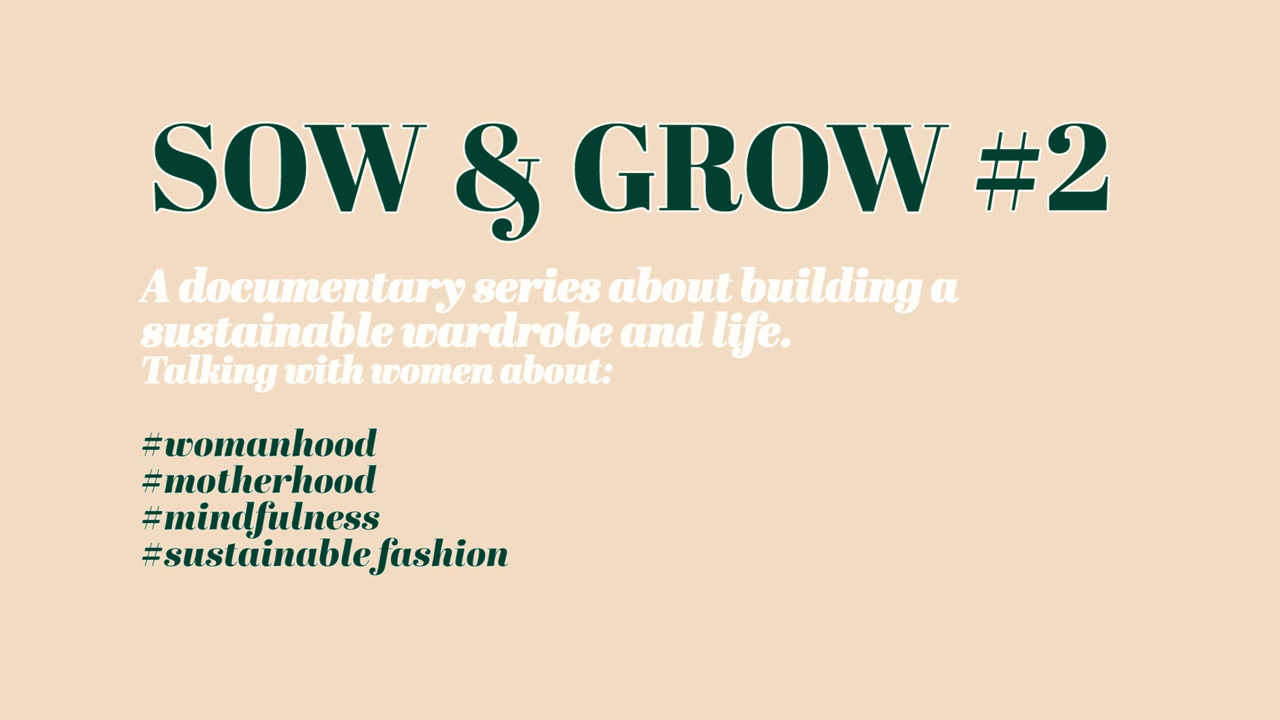 SOW & GROW #2
A documentary series about building a
sustainable wardrobe and life.
Talking with women about:
#womanhood
#motherhood
#mindfulness
#sustainable fashion